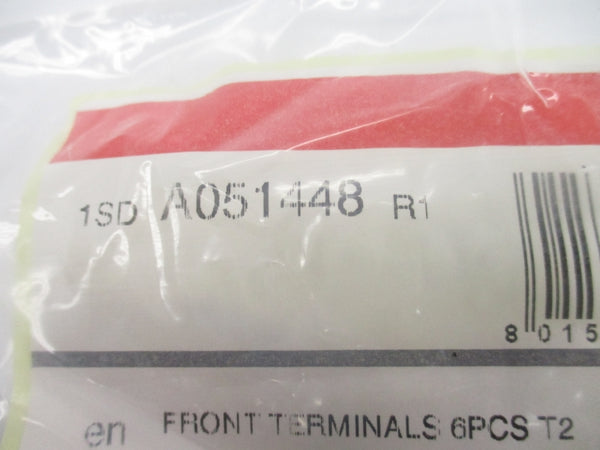 1SD A051448 R1
8 015
en FRONT TERMINALS 6PCS T2